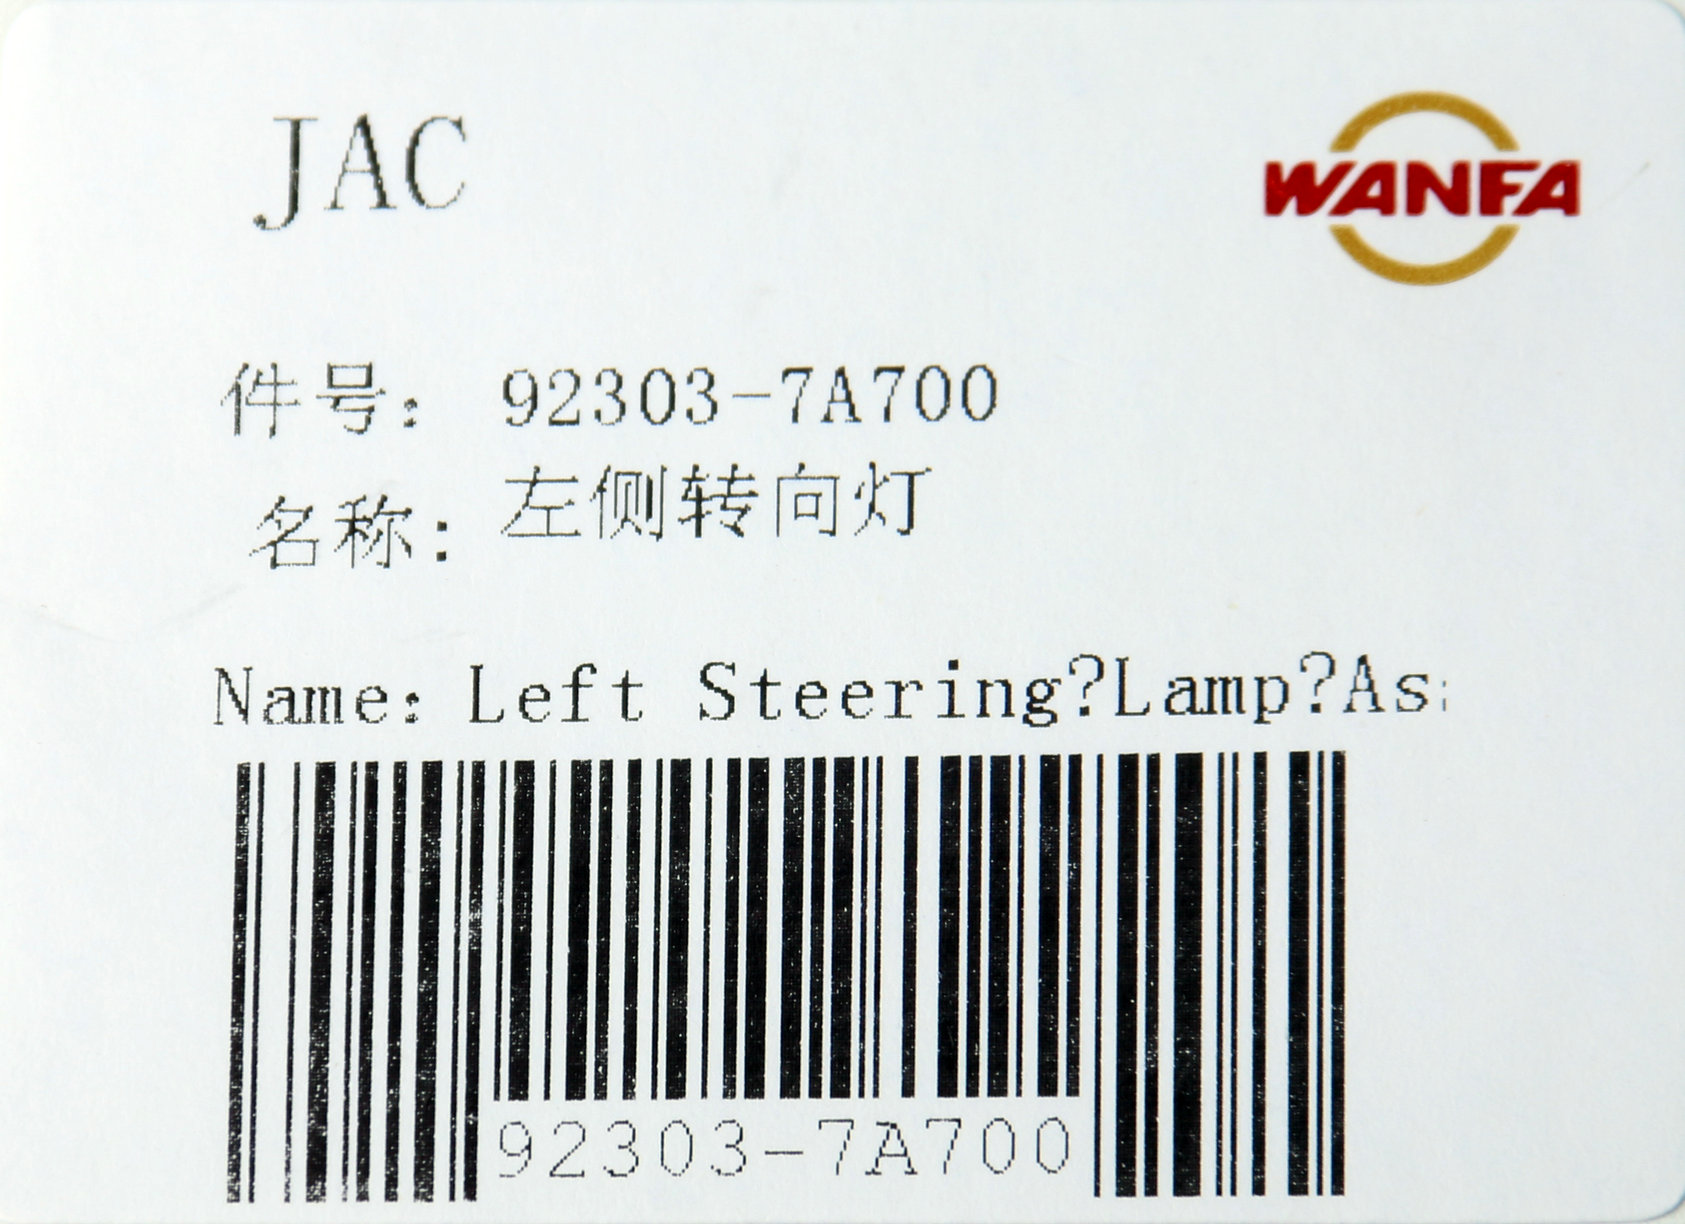 JAC
WANFA
件号: 92303-7A700
名称: 左侧转向灯
Name: Left Steering?Lamp?As
92303-7A700